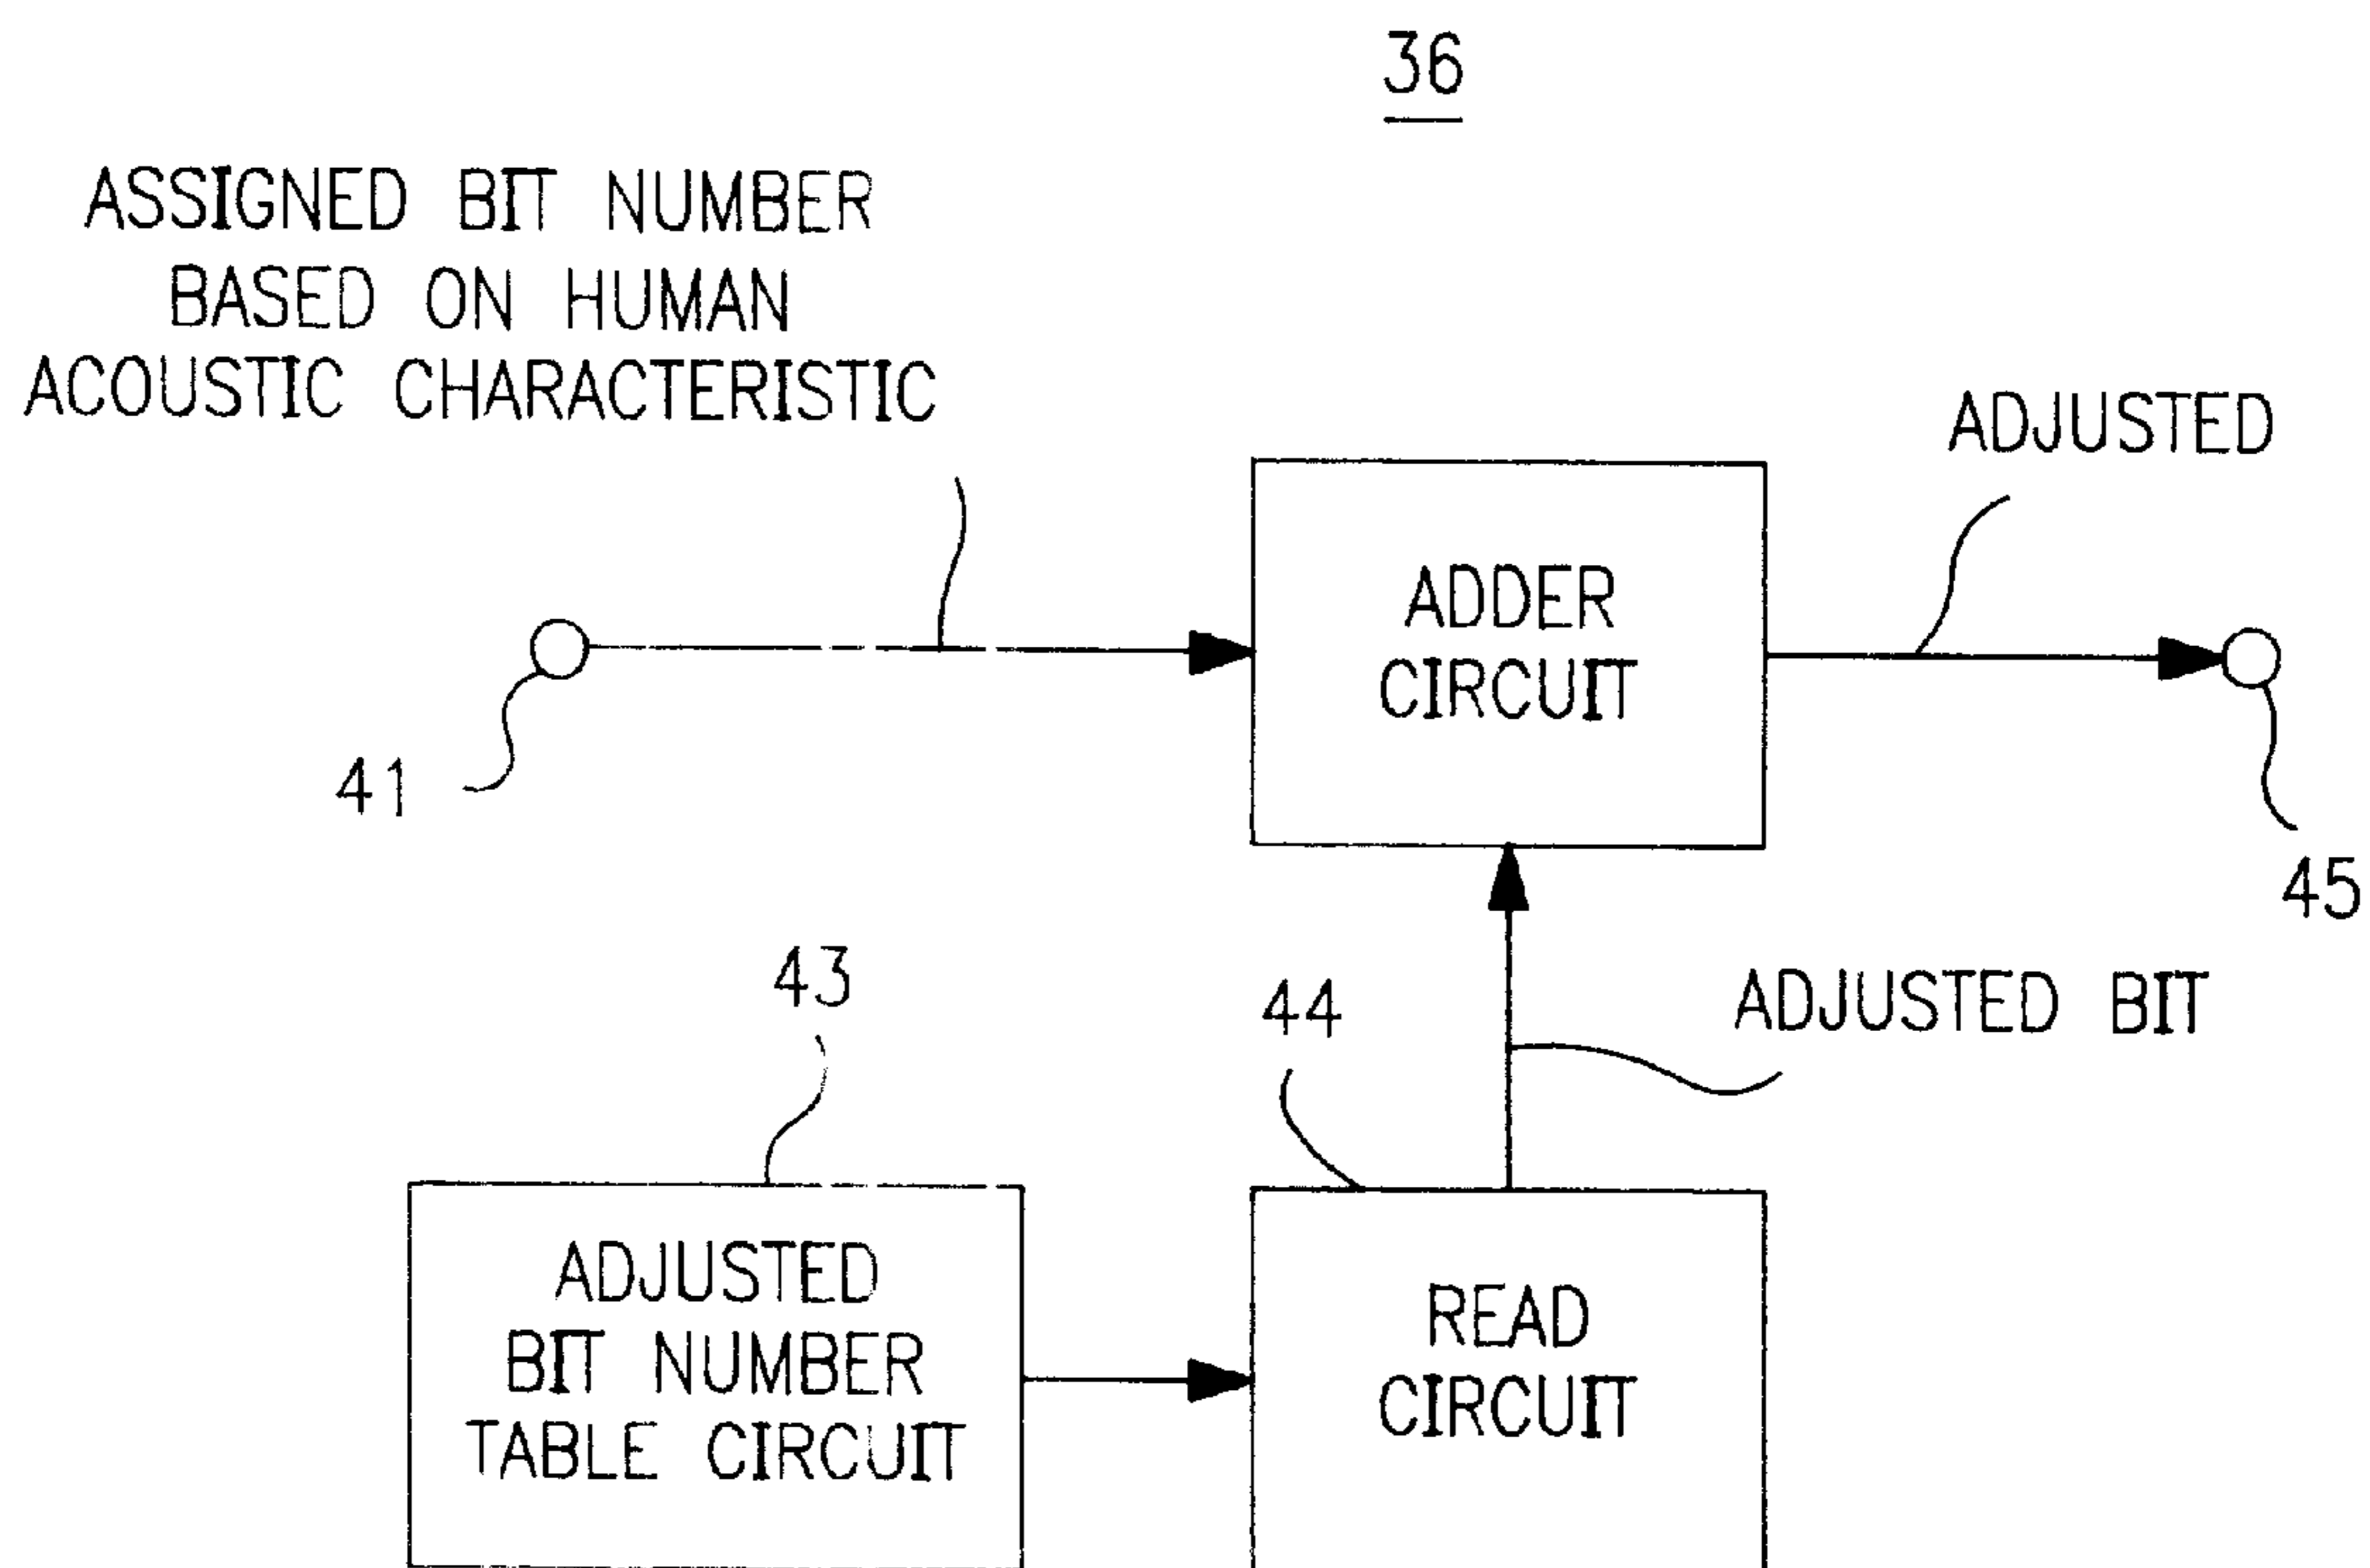 36
ASSIGNED BIT NUMBER
BASED ON HUMAN
ACOUSTIC CHARACTERISTIC
ADJUSTED
ADDER
CIRCUIT
41
45
43
44
ADJUSTED BIT
ADJUSTED
BIT NUMBER
TABLE CIRCUIT
READ
CIRCUIT